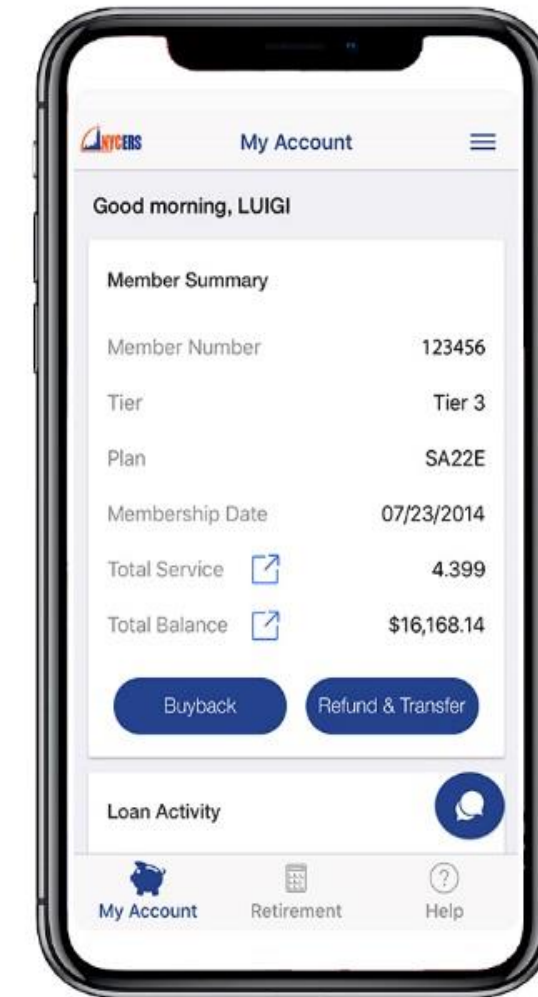 NYCERS My Account
Good morning, LUIGI
Member Summary
Member Number 123456
Tier Tier 3
Plan SA22E
Membership Date 07/23/2014
Total Service 4.399
Total Balance $16,168.14
Buyback Refund & Transfer
Loan Activity
My Account Retirement Help